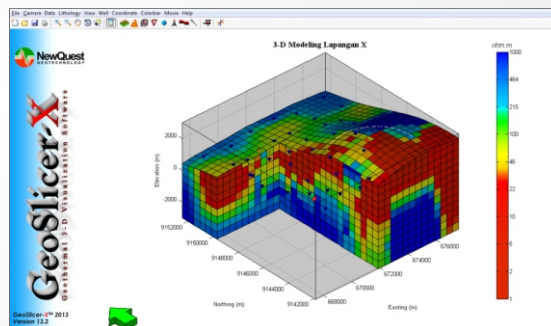 File Camera Data Lithology View Well Coordinate Colorbar Movie Help
NewQuest
GEOTECHNOLOGY
GeoSlicer-X
Geothermal 3-D Visualization Software
GeoSlicer-X™ 2013
Version 13.2
3-D Modeling Lapangan X
Elevation (m)
2000
0
-2000
9152000
9150000
9148000
9146000
9144000
9142000
Northing (m)
668000
670000
672000
674000
676000
Easting (m)
ohm.m
1000
464
215
100
46
22
10
5
2
1